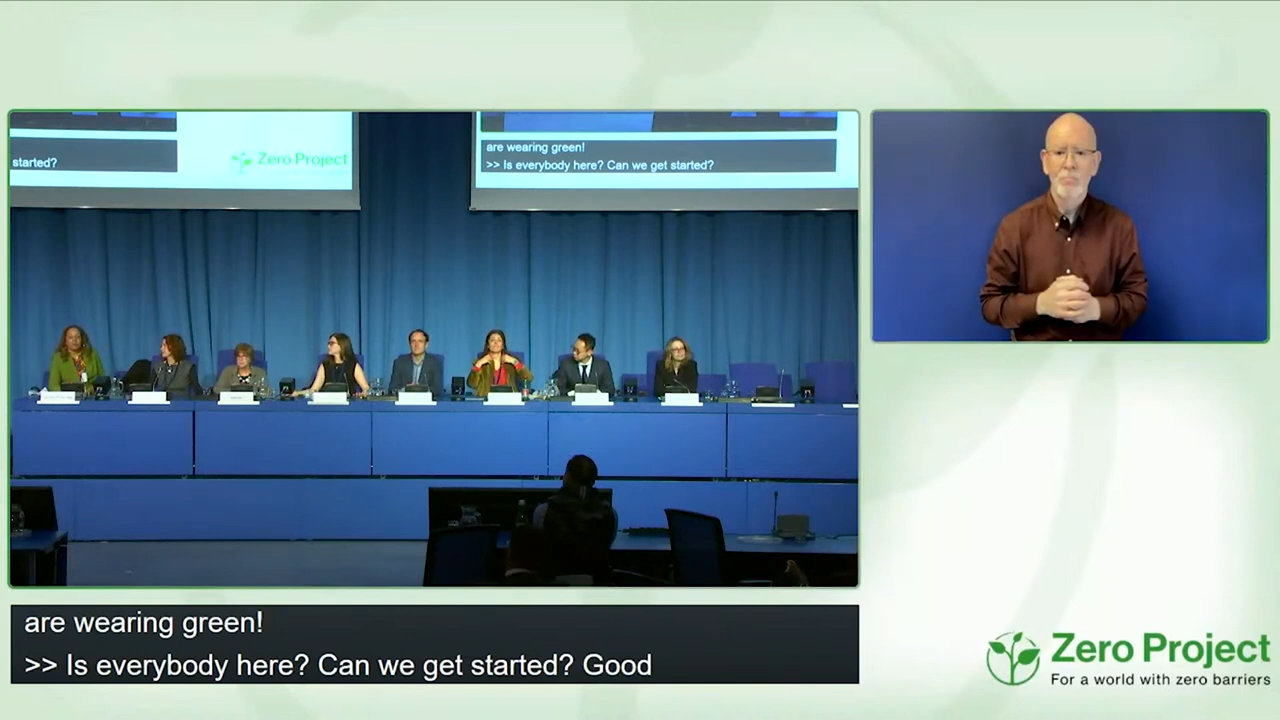 started?
Zero Project
are wearing green!
>> Is everybody here? Can we get started?
are wearing green!
>> Is everybody here? Can we get started? Good
Zero Project
For a world with zero barriers